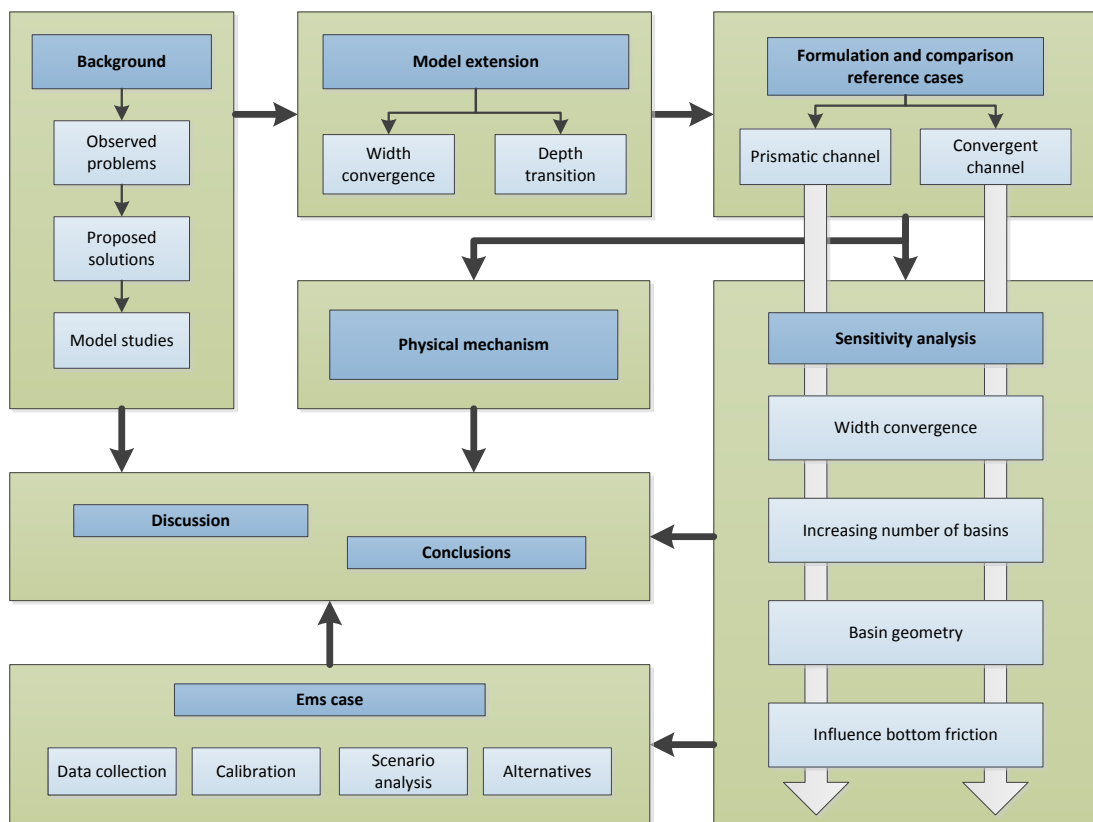 Background
Observed
problems
Proposed
solutions
Model studies
Model extension
Width
convergence
Depth
transition
Formulation and comparison
reference cases
Prismatic channel
Convergent
channel
Physical mechanism
Sensitivity analysis
Width convergence
Increasing number of basins
Basin geometry
Influence bottom friction
Discussion
Conclusions
Ems case
Data collection
Calibration
Scenario
analysis
Alternatives